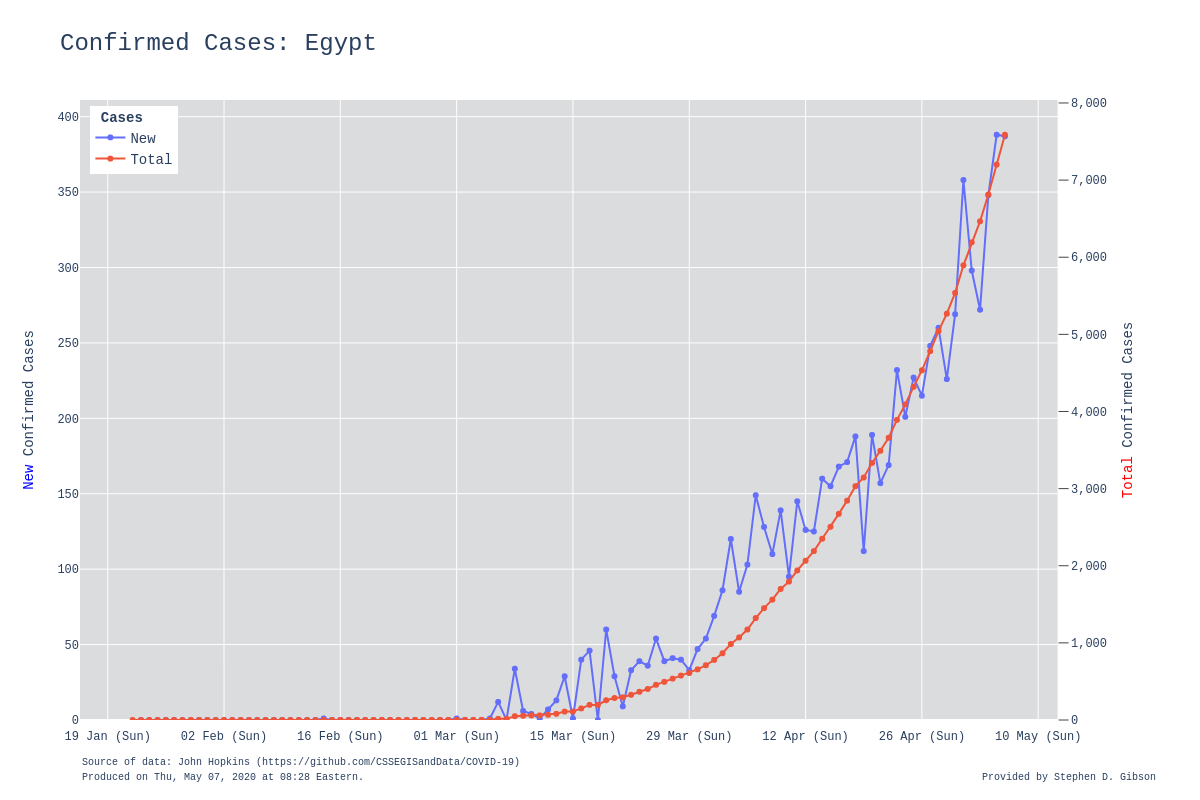 Confirmed Cases: Egypt
Cases
New
Total
400
350
300
250
200
150
100
50
0
8,000
7,000
6,000
5,000
4,000
3,000
2,000
1,000
0
New Confirmed Cases
Total Confirmed Cases
19 Jan (Sun) 02 Feb (Sun) 16 Feb (Sun) 01 Mar (Sun) 15 Mar (Sun) 29 Mar (Sun) 12 Apr (Sun) 26 Apr (Sun) 10 May (Sun)
Source of data: John Hopkins (https://github.com/CSSEGISandData/COVID-19)
Produced on Thu, May 07, 2020 at 08:28 Eastern.
Provided by Stephen D. Gibson